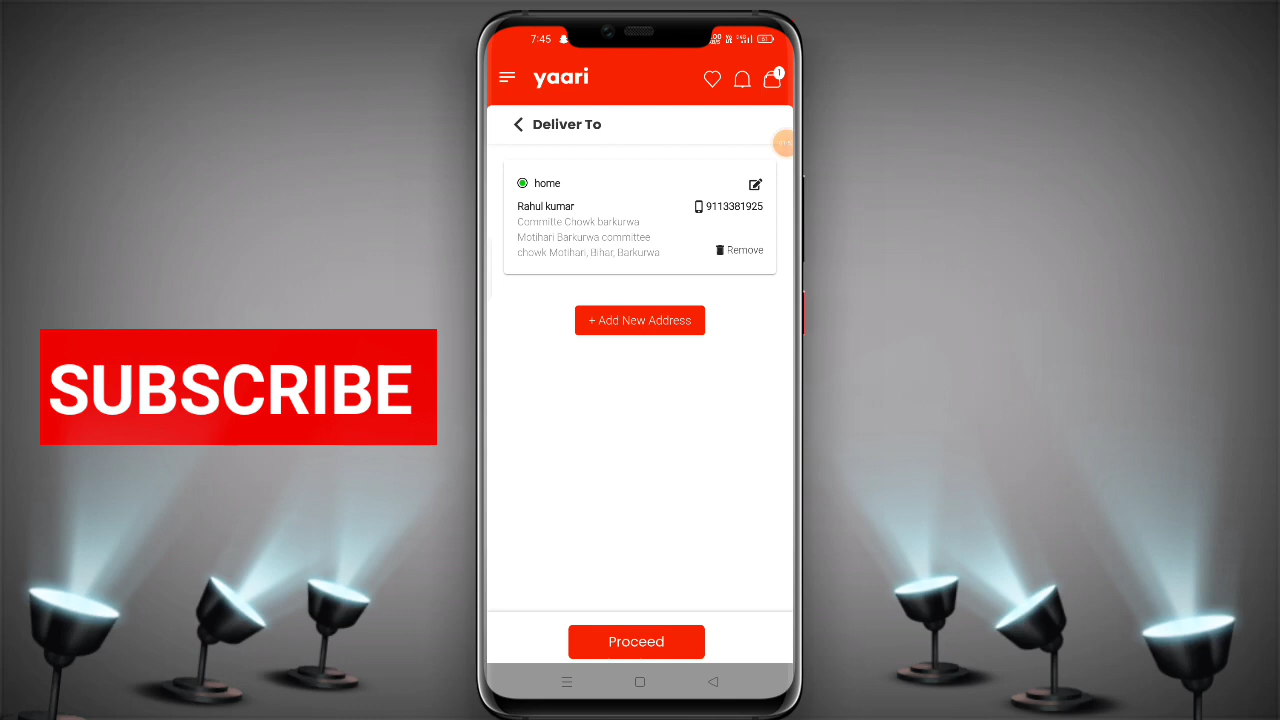 7:45
yaari
1
Deliver To
home
Rahul kumar
9113381925
Committe Chowk barkurwa
Motihari Barkurwa committee
chowk Motihari, Bihar, Barkurwa
Remove
+ Add New Address
SUBSCRIBE
Proceed